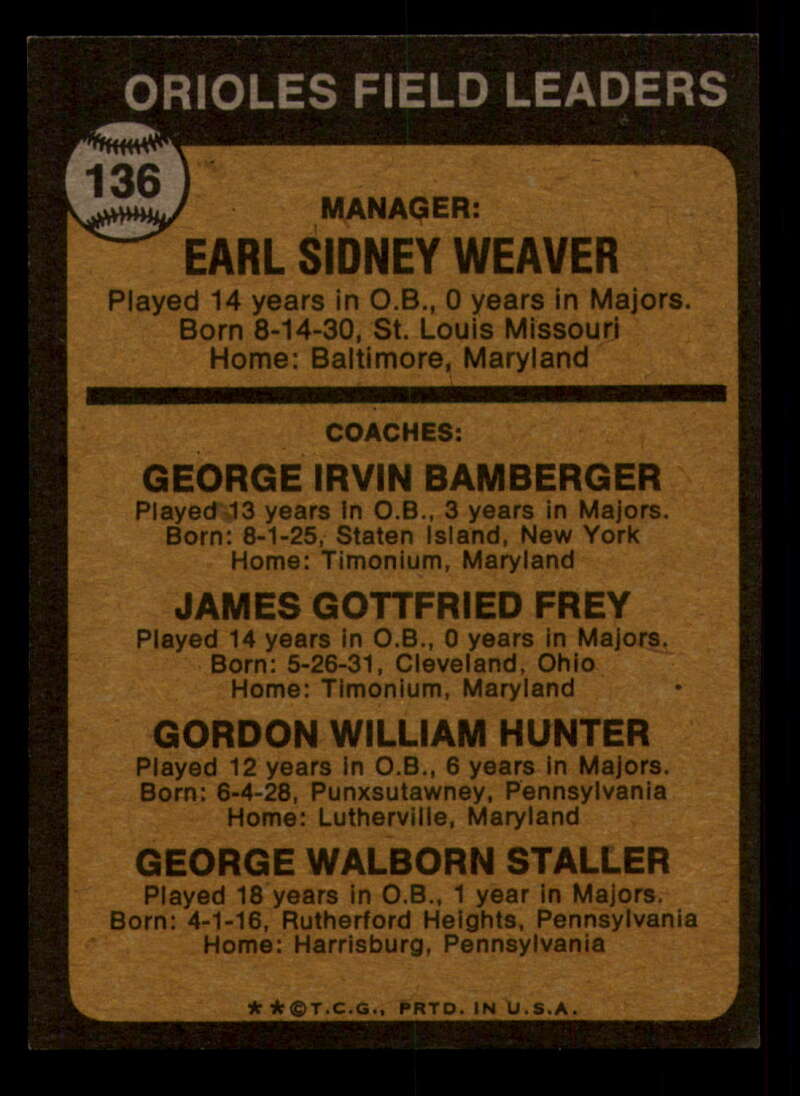 ORIOLES FIELD LEADERS
136
MANAGER:
EARL SIDNEY WEAVER
Played 14 years in O.B., 0 years in Majors.
Born 8-14-30, St. Louis Missouri
Home: Baltimore, Maryland
COACHES:
GEORGE IRVIN BAMBERGER
Played 13 years in O.B., 3 years in Majors.
Born: 8-1-25, Staten Island, New York
Home: Timonium, Maryland
JAMES GOTTFRIED FREY
Played 14 years in O.B., 0 years in Majors.
Born: 5-26-31, Cleveland, Ohio
Home: Timonium, Maryland
GORDON WILLIAM HUNTER
Played 12 years in O.B., 6 years in Majors.
Born: 6-4-28, Punxsutawney, Pennsylvania
Home: Lutherville, Maryland
GEORGE WALBORN STALLER
Played 18 years in O.B., 1 year in Majors.
Born: 4-1-16, Rutherford Heights, Pennsylvania
Home: Harrisburg, Pennsylvania
★ ★ © T.C.G., PRTD. IN U.S.A.